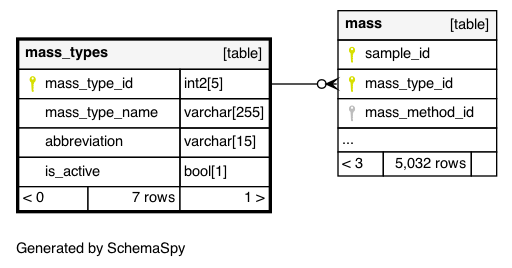 mass_types [table]
mass_type_id int2[5]
mass_type_name varchar[255]
abbreviation varchar[15]
is_active bool[1]
< 0 7 rows 1 >
mass [table]
sample_id
mass_type_id
mass_method_id
...
< 3 5,032 rows
Generated by SchemaSpy